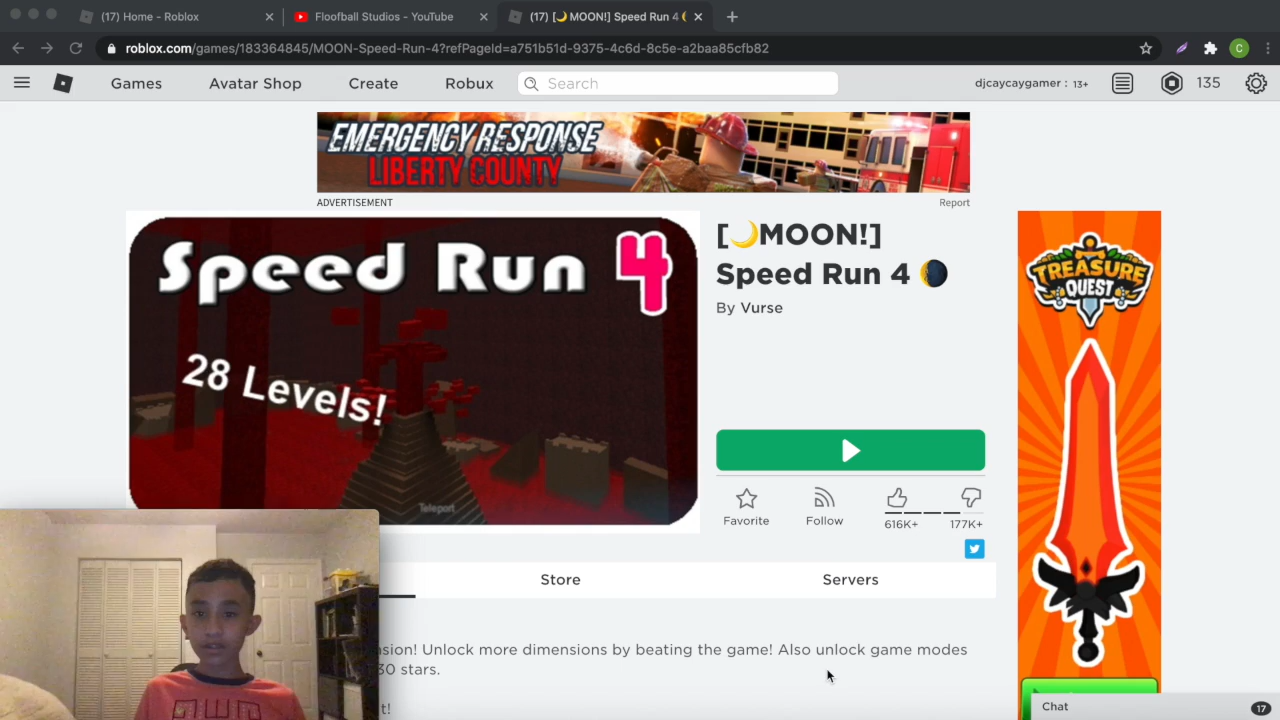 (17) Home - Roblox
Floofball Studios - YouTube
(17) [🌙MOON!] Speed Run 4
roblox.com/games/183364845/MOON-Speed-Run-4?refPageId=a751b51d-9375-4c6d-8c5e-a2baa85cfb82
C
Games
Avatar Shop
Create
Robux
Search
djcaycaygamer : 13+
135
EMERGENCY RESPONSE
LIBERTY COUNTY
ADVERTISEMENT
Report
Speed Run 4
28 Levels!
Teleport
[🌙MOON!]
Speed Run 4 🌘
By Vurse
Favorite
Follow
616K+
177K+
TREASURE
QUEST
Store
Servers
Unlock more dimensions by beating the game! Also unlock game modes
30 stars.
Chat
17